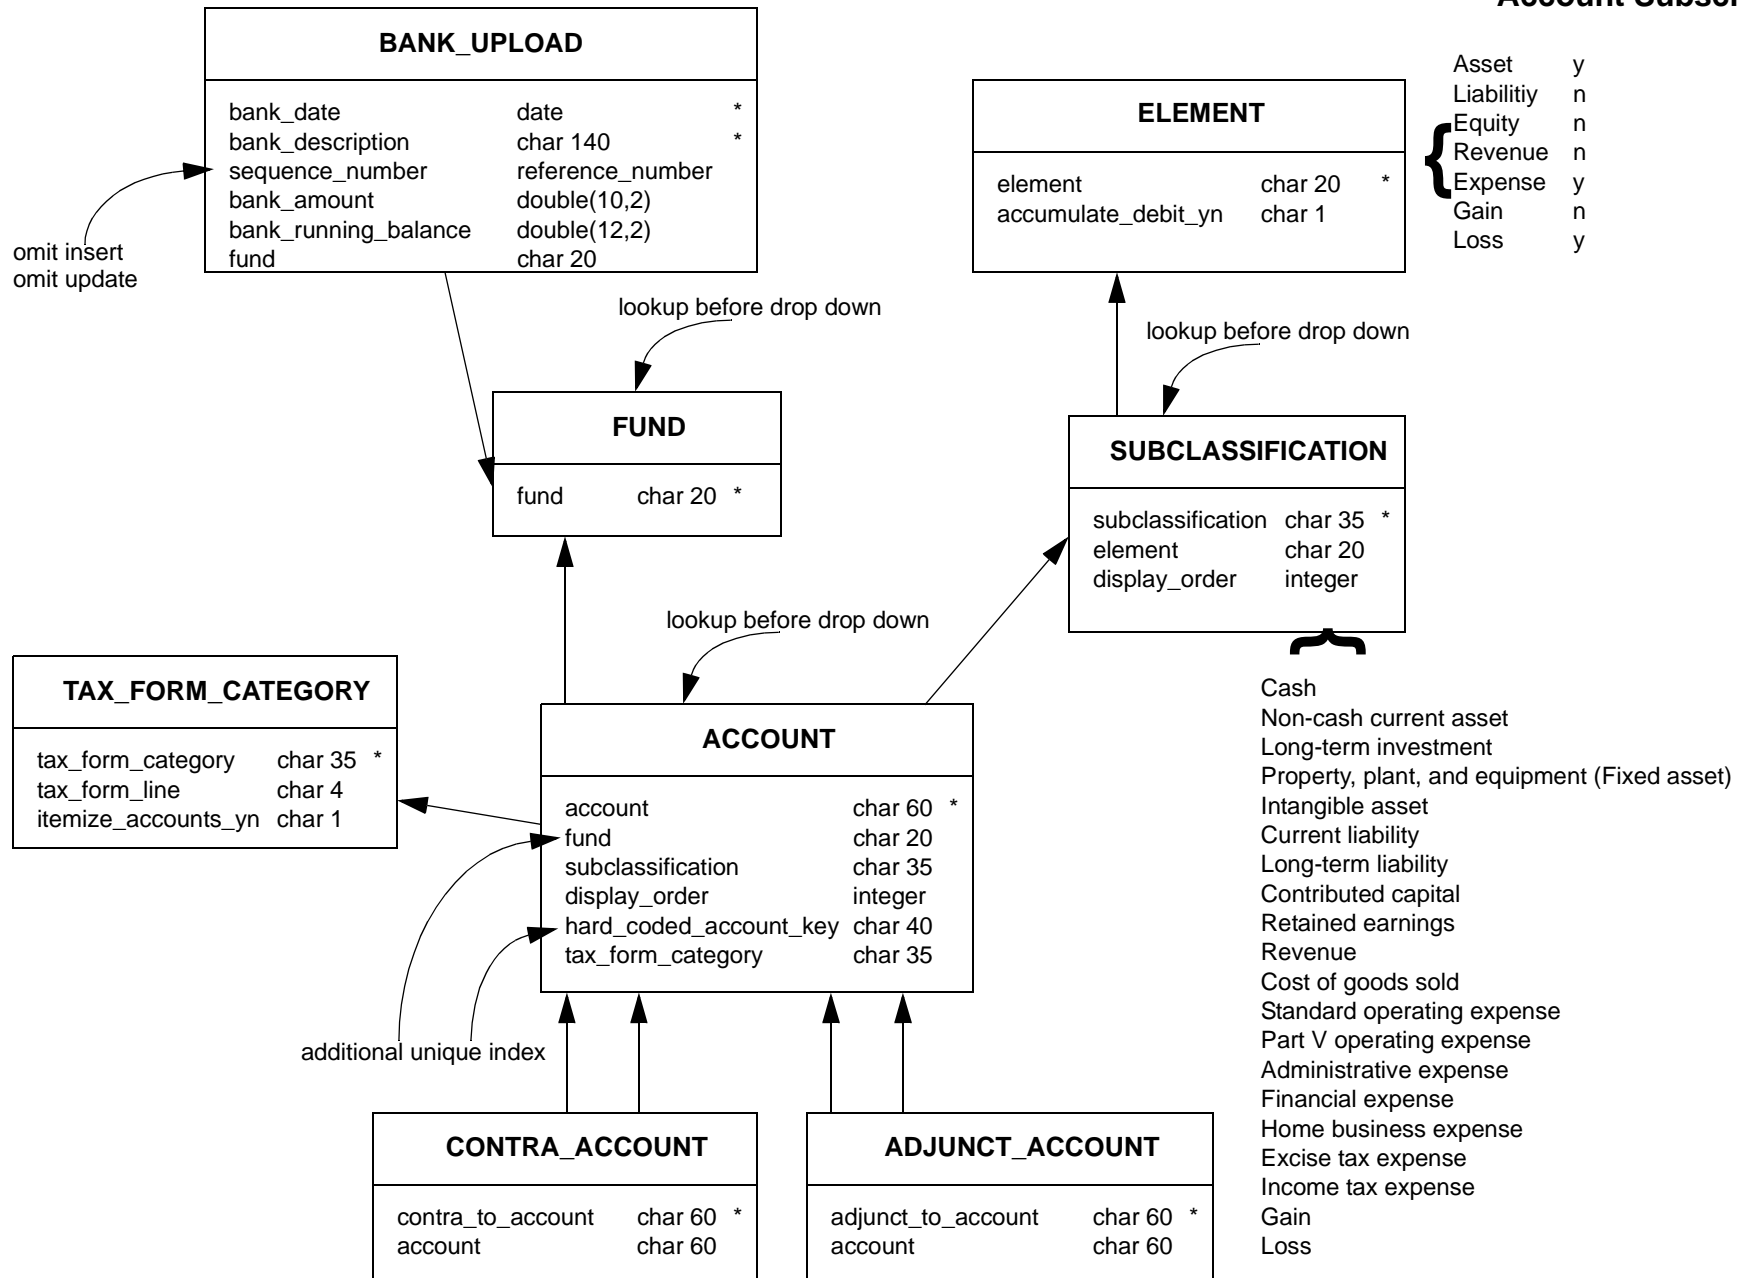 Account Subscr
BANK_UPLOAD
bank_date date *
bank_description char 140 *
sequence_number reference_number
bank_amount double(10,2)
bank_running_balance double(12,2)
fund char 20
omit insert
omit update
ELEMENT
element char 20 *
accumulate_debit_yn char 1
Asset y
Liabilitiy n
Equity n
Revenue n
Expense y
Gain n
Loss y
lookup before drop down
lookup before drop down
FUND
fund char 20 *
SUBCLASSIFICATION
subclassification char 35 *
element char 20
display_order integer
lookup before drop down
TAX_FORM_CATEGORY
tax_form_category char 35 *
tax_form_line char 4
itemize_accounts_yn char 1
ACCOUNT
account char 60 *
fund char 20
subclassification char 35
display_order integer
hard_coded_account_key char 40
tax_form_category char 35
additional unique index
Cash
Non-cash current asset
Long-term investment
Property, plant, and equipment (Fixed asset)
Intangible asset
Current liability
Long-term liability
Contributed capital
Retained earnings
Revenue
Cost of goods sold
Standard operating expense
Part V operating expense
Administrative expense
Financial expense
Home business expense
Excise tax expense
Income tax expense
Gain
Loss
CONTRA_ACCOUNT
contra_to_account char 60 *
account char 60
ADJUNCT_ACCOUNT
adjunct_to_account char 60 *
account char 60